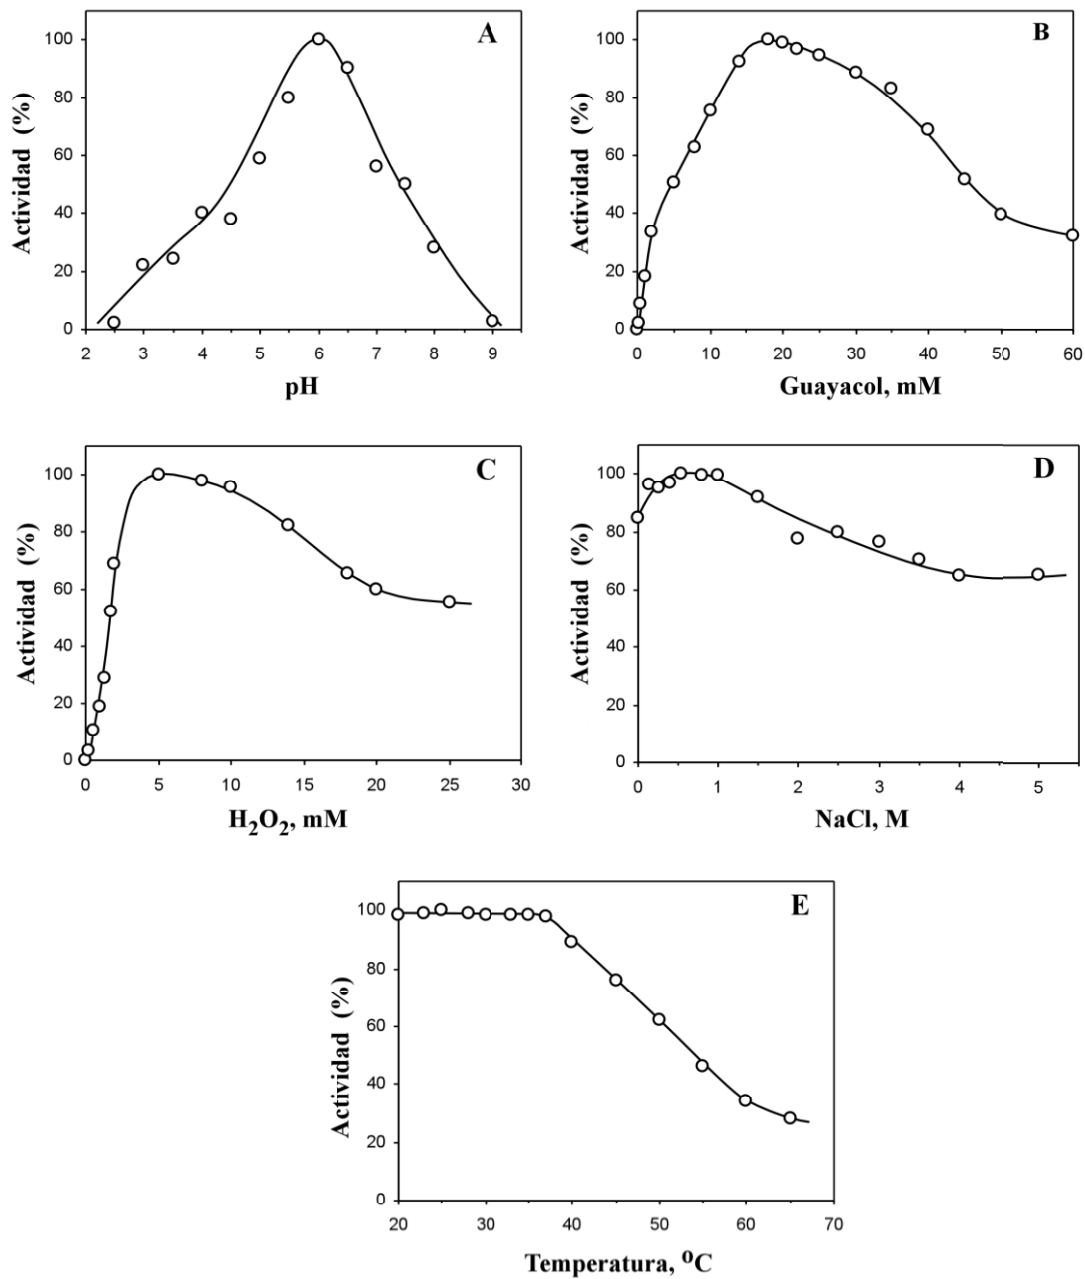 A
Actividad (%)
100
80
60
40
20
0
2 3 4 5 6 7 8 9
pH
B
Actividad (%)
100
80
60
40
20
0
0 10 20 30 40 50 60
Guayacol, mM
C
Actividad (%)
100
80
60
40
20
0
0 5 10 15 20 25 30
H₂O₂, mM
D
Actividad (%)
100
80
60
40
20
0
0 1 2 3 4 5
NaCl, M
E
Actividad (%)
100
80
60
40
20
0
20 30 40 50 60 70
Temperatura, ºC